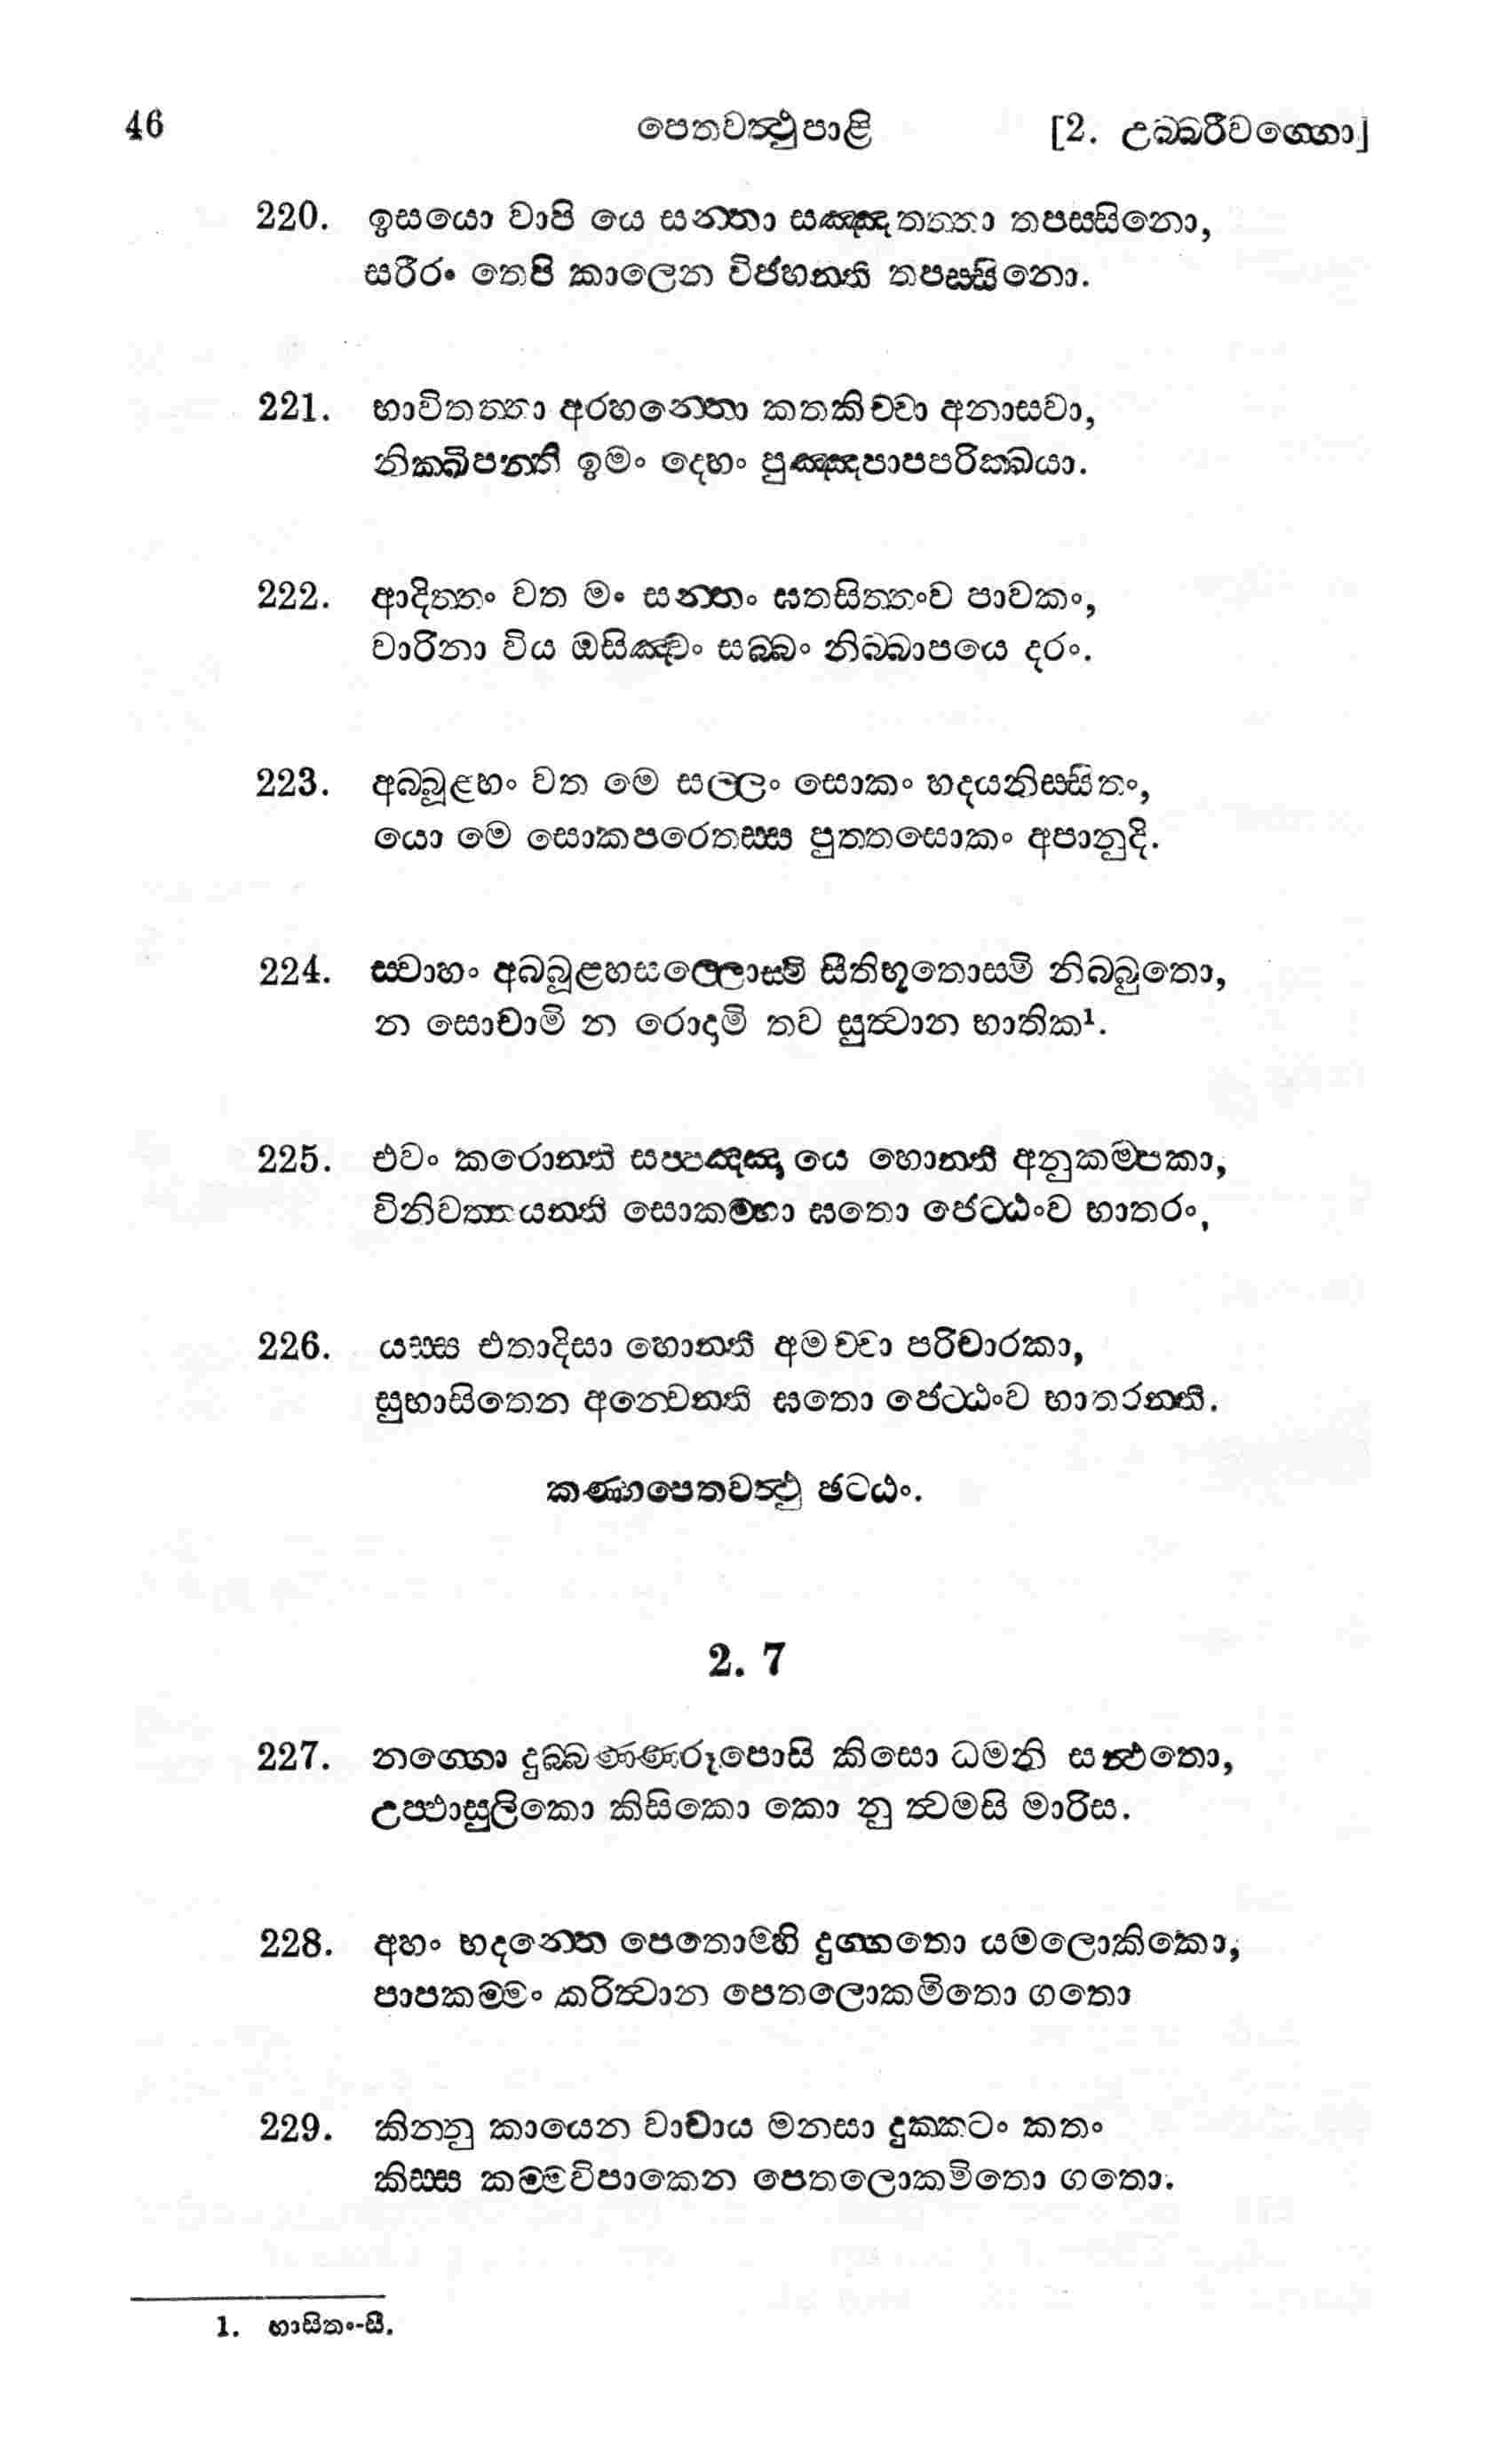 46 පෙතවත්‍ථුපාළි [2. උබ්බරීවග්ගො]
220. ඉසයො වාපි යෙ සන්තා සඤ්ඤතත්තා තපස්සිනො,
සරීරං තෙපි කාලෙන විජහන්ති තපස්සිනො.
221. භාවිතත්තා අරහන්තො කතකිච්චා අනාසවා,
නික්ඛිපන්ති ඉමං දෙහං පුඤ්ඤපාපපරික්ඛයා.
222. ආදිත්තං වත මං සන්තං ඝතසිත්තංව පාවකං,
වාරිනා විය ඔසිඤ්චං සබ්බං නිබ්බාපයෙ දරං.
223. අබ්බූළ්හං වත මෙ සල්ලං සොකං හදයනිස්සිතං,
යො මෙ සොකපරෙතස්ස පුත්තසොකං අපානුදි.
224. ස්වාහං අබ්බූළ්හසල්ලොස්මි සීතිභූතොස්මි නිබ්බුතො,
න සොචාමි න රොදාමි තව සුත්‍වාන භාතික¹.
225. එවං කරොන්ති සප්පඤ්ඤා යෙ හොන්ති අනුකම්පකා,
විනිවත්තයන්ති සොකම්හා ඝතො ජෙට්ඨංව භාතරං,
226. යස්ස එතාදිසා හොන්ති අමච්චා පරිචාරකා,
සුභාසිතෙන අන්වෙන්ති ඝතො ජෙට්ඨංව භාතරන්ති.
කණ්හපෙතවත්‍ථු ඡට්ඨං.
2. 7
227. නග්ගො දුබ්බණ්ණරූපොසි කිසො ධමනි සන්‍ථතො,
උප්ඵාසුලිකො කිසිකො කො නු ත්‍වමසි මාරිස.
228. අහං භදන්තෙ පෙතොම්හි දුග්ගතො යමලොකිකො,
පාපකම්මං කරිත්‍වාන පෙතලොකමිතො ගතො
229. කින්නු කායෙන වාචාය මනසා දුක්කටං කතං
කිස්ස කම්මවිපාකෙන පෙතලොකමිතො ගතො.
1. භාසිතං-සී.